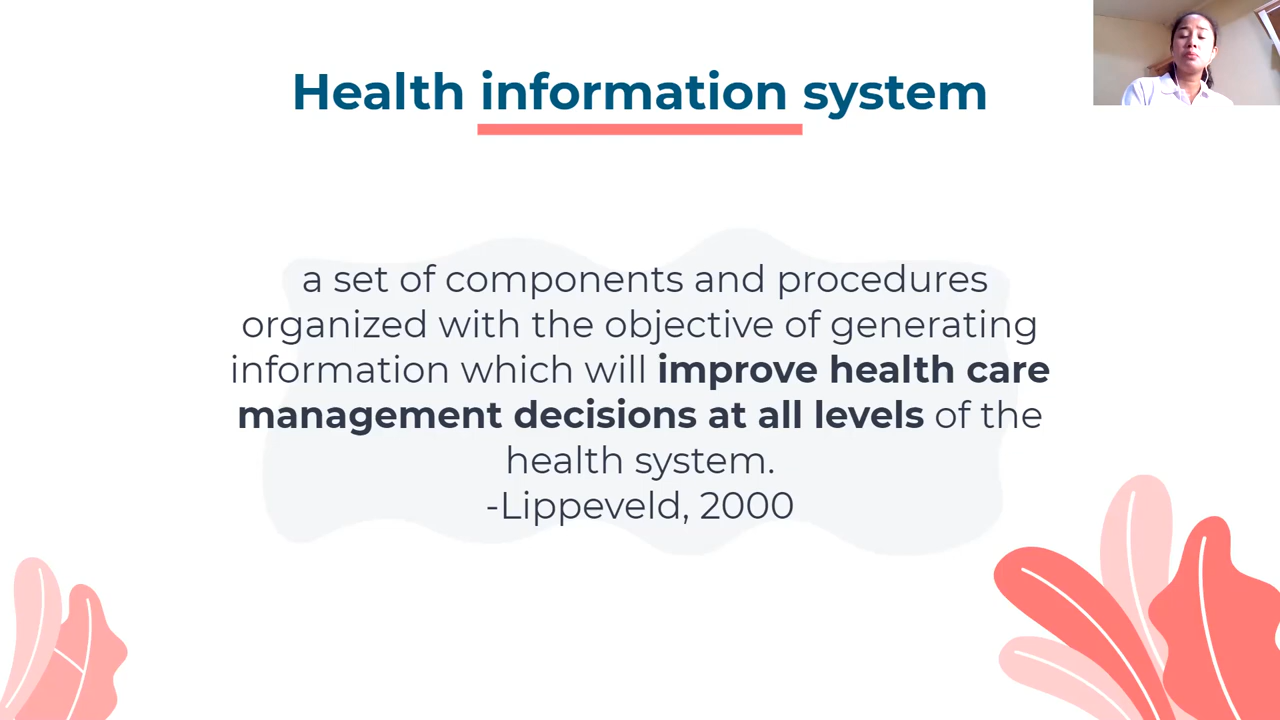 Health information system
a set of components and procedures
organized with the objective of generating
information which will improve health care
management decisions at all levels of the
health system.
-Lippeveld, 2000